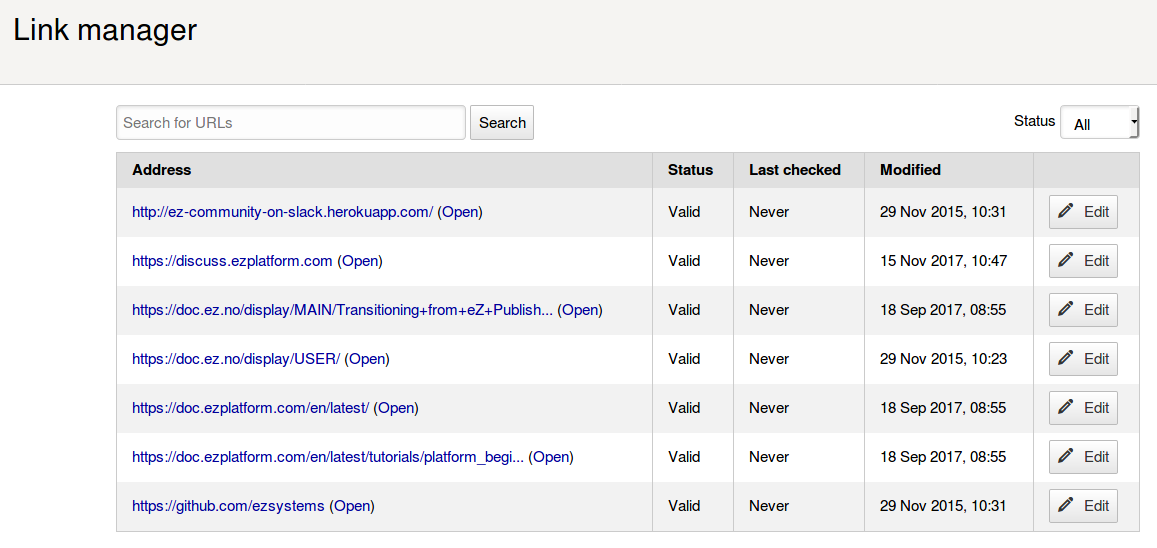 Link manager
Search for URLs Search Status All
Address Status Last checked Modified
http://ez-community-on-slack.herokuapp.com/ (Open) Valid Never 29 Nov 2015, 10:31 Edit
https://discuss.ezplatform.com (Open) Valid Never 15 Nov 2017, 10:47 Edit
https://doc.ez.no/display/MAIN/Transitioning+from+eZ+Publish... (Open) Valid Never 18 Sep 2017, 08:55 Edit
https://doc.ez.no/display/USER/ (Open) Valid Never 29 Nov 2015, 10:23 Edit
https://doc.ezplatform.com/en/latest/ (Open) Valid Never 18 Sep 2017, 08:55 Edit
https://doc.ezplatform.com/en/latest/tutorials/platform_begi... (Open) Valid Never 18 Sep 2017, 08:55 Edit
https://github.com/ezsystems (Open) Valid Never 29 Nov 2015, 10:31 Edit